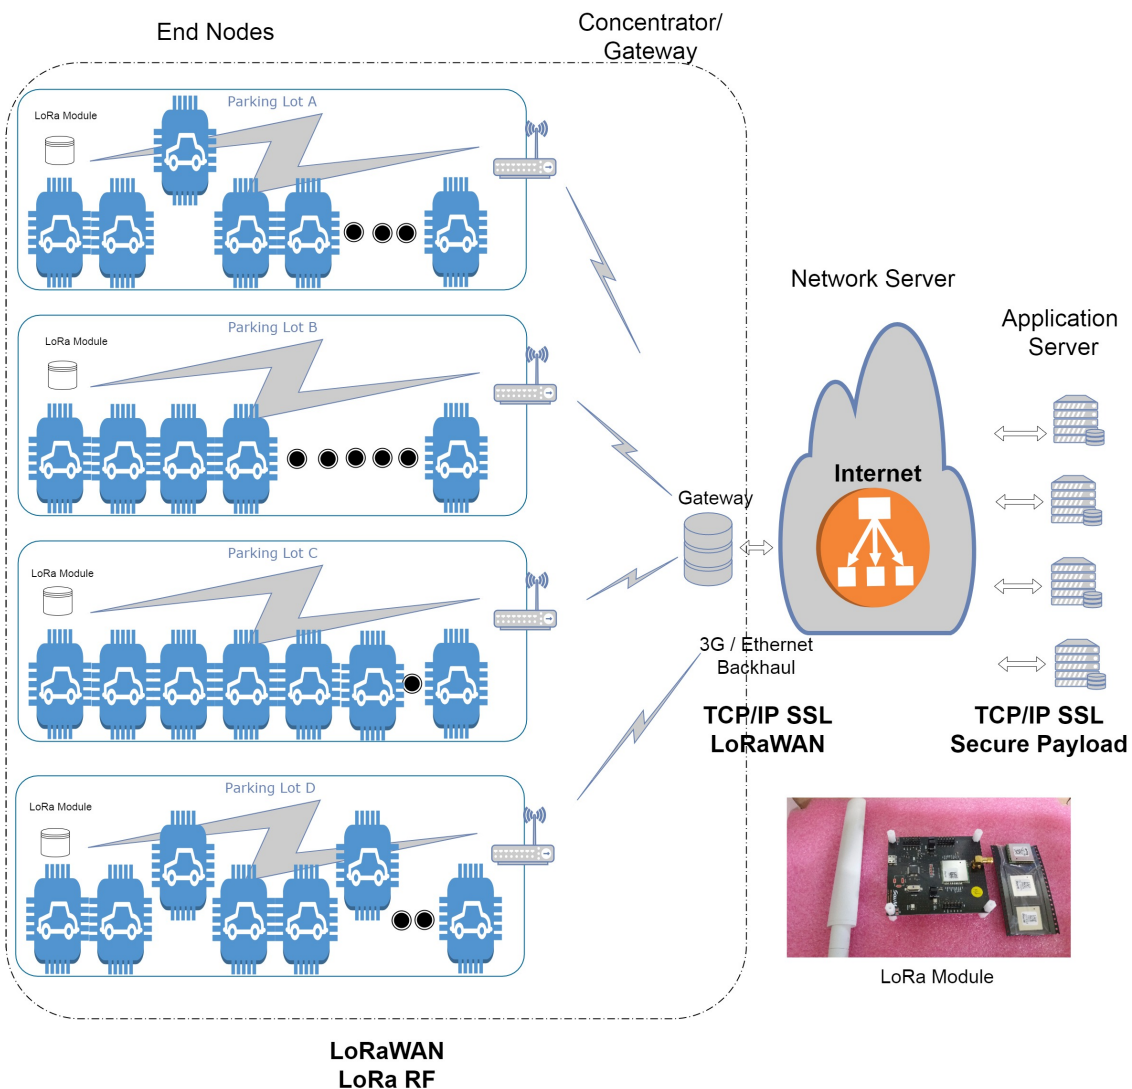 End Nodes
Concentrator/
Gateway
Parking Lot A
LoRa Module
Parking Lot B
LoRa Module
Parking Lot C
LoRa Module
Parking Lot D
LoRa Module
Gateway
3G / Ethernet
Backhaul
TCP/IP SSL
LoRaWAN
Network Server
Internet
Application
Server
TCP/IP SSL
Secure Payload
LoRa Module
LoRaWAN
LoRa RF